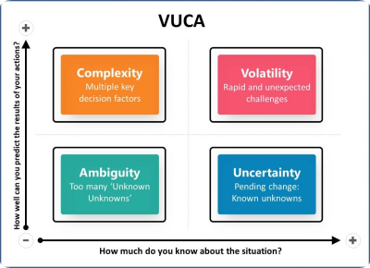 VUCA
How well can you predict the results of your actions?
+
Complexity
Multiple key
decision factors
Volatility
Rapid and unexpected
challenges
Ambiguity
Too many ‘Unknown
Unknowns’
Uncertainty
Pending change:
Known unknowns
−
+
How much do you know about the situation?